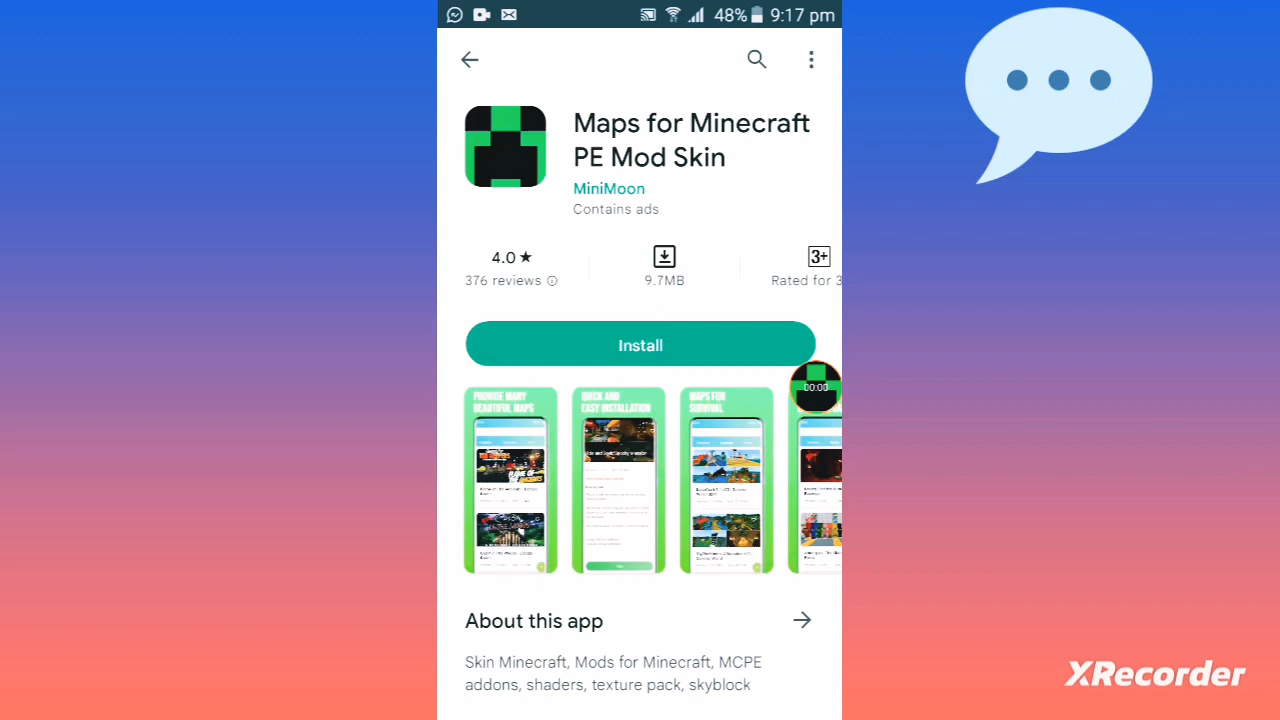 48% 9:17 pm
Maps for Minecraft
PE Mod Skin
MiniMoon
Contains ads
4.0 ★
376 reviews
9.7MB
3+
Rated for 3
Install
00:00
PROVIDE MANY
BEAUTIFUL MAPS
QUICK AND
EASY INSTALLATION
MAPS FOR
SURVIVAL
About this app
Skin Minecraft, Mods for Minecraft, MCPE
addons, shaders, texture pack, skyblock
XRecorder